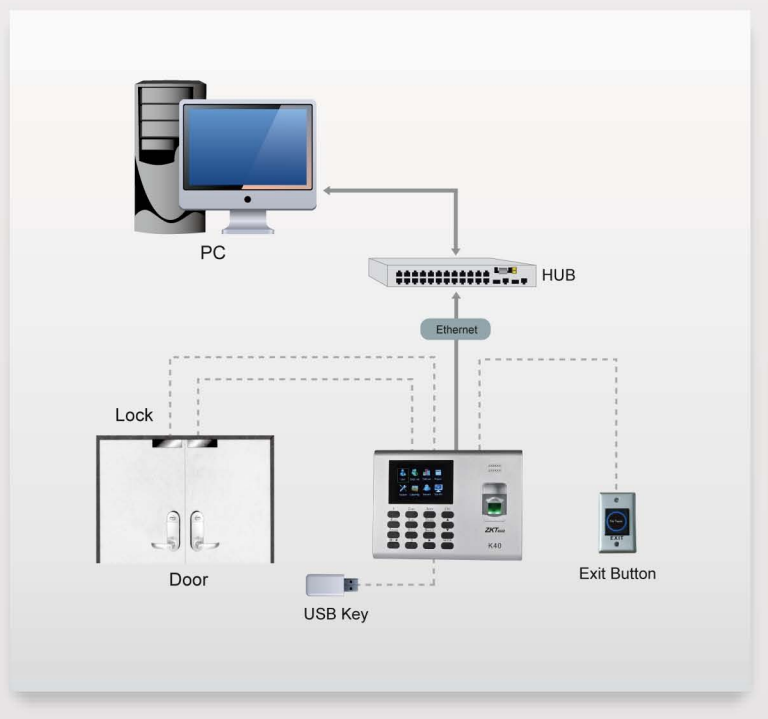 PC
HUB
Ethernet
Lock
ZKTeco
K40
EXIT
Door
Exit Button
USB Key